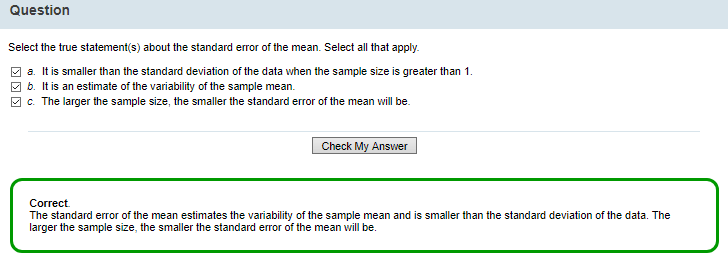 Question
Select the true statement(s) about the standard error of the mean. Select all that apply.
a. It is smaller than the standard deviation of the data when the sample size is greater than 1.
b. It is an estimate of the variability of the sample mean.
c. The larger the sample size, the smaller the standard error of the mean will be.
Check My Answer
Correct.
The standard error of the mean estimates the variability of the sample mean and is smaller than the standard deviation of the data. The
larger the sample size, the smaller the standard error of the mean will be.